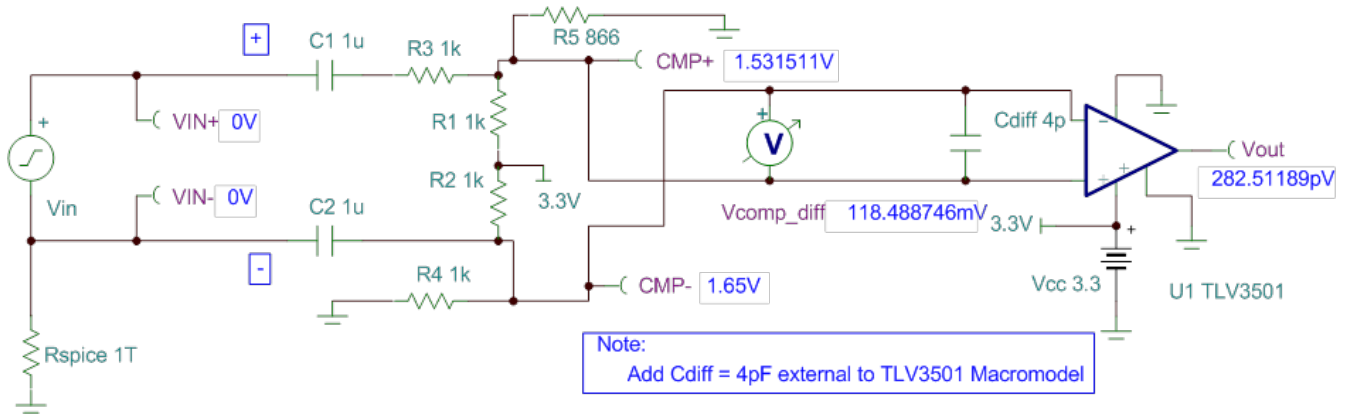 +
C1 1u
R3 1k
R5 866
CMP+ 1.531511V
+
VIN+ 0V
R1 1k
+
V
Cdiff 4p
−
+
+
Vout
282.51189pV
Vin
VIN- 0V
R2 1k
3.3V
C2 1u
Vcomp_diff 118.488746mV
3.3V
+
-
R4 1k
CMP- 1.65V
Vcc 3.3
U1 TLV3501
Rspice 1T
Note:
Add Cdiff = 4pF external to TLV3501 Macromodel